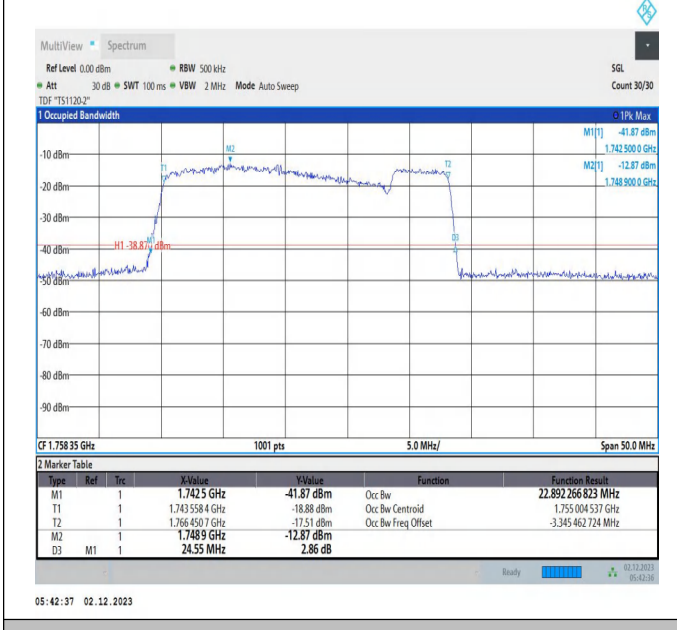 R&S
MultiView Spectrum
Ref Level 0.00 dBm RBW 500 kHz SGL
Att 30 dB SWT 100 ms VBW 2 MHz Mode Auto Sweep Count 30/30
TDF "TS1120-2"
1 Occupied Bandwidth 1Pk Max
M1[1] -41.87 dBm
1.742 500 0 GHz
M2[1] -12.87 dBm
1.748 900 0 GHz
M2
-10 dBm
T1 T2
-20 dBm
-30 dBm
M1 D3
H1 -38.870 dBm
-40 dBm
-50 dBm
-60 dBm
-70 dBm
-80 dBm
-90 dBm
CF 1.758 35 GHz 1001 pts 5.0 MHz/ Span 50.0 MHz
2 Marker Table
Type Ref Trc X-Value Y-Value Function Function Result
M1 1 1.742 5 GHz -41.87 dBm Occ Bw 22.892 266 823 MHz
T1 1 1.743 558 4 GHz -18.88 dBm Occ Bw Centroid 1.755 004 537 GHz
T2 1 1.766 450 7 GHz -17.51 dBm Occ Bw Freq Offset -3.345 462 724 MHz
M2 1 1.748 9 GHz -12.87 dBm
D3 M1 1 24.55 MHz 2.86 dB
Ready 02.12.2023
05:42:36
05:42:37 02.12.2023